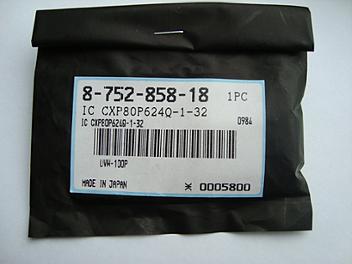 8-752-858-18 1PC
IC CXP80P624Q-1-32
IC CXP80P624Q-1-32 0984
UVW-100P
MADE IN JAPAN * 0005800